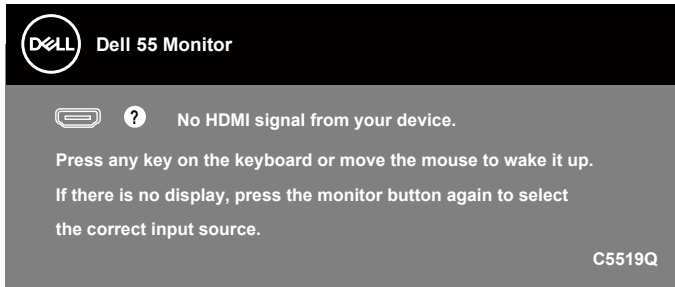 DELL Dell 55 Monitor
? No HDMI signal from your device.
Press any key on the keyboard or move the mouse to wake it up.
If there is no display, press the monitor button again to select
the correct input source.
C5519Q